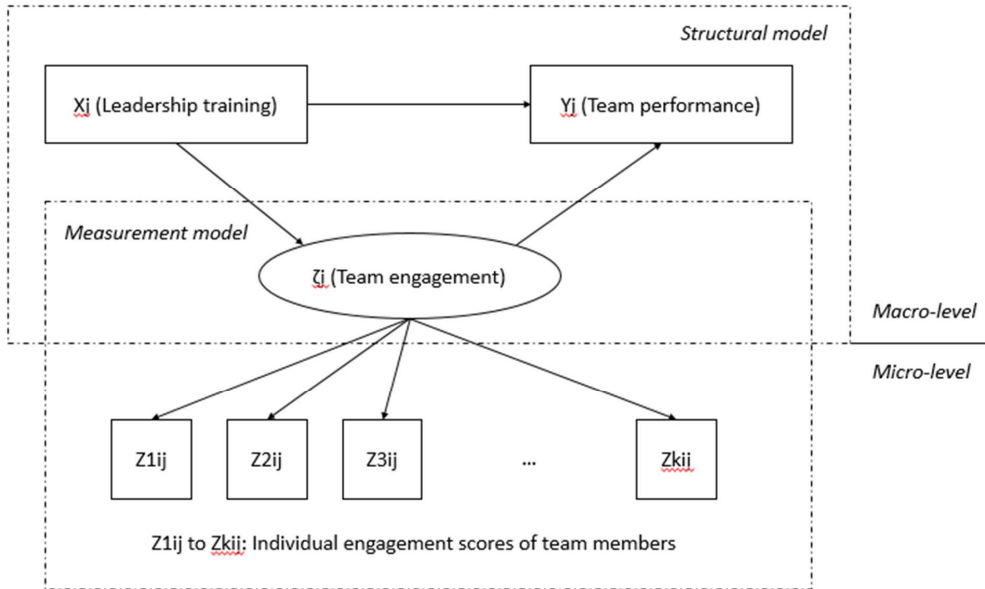 Structural model
Xj (Leadership training)
Yj (Team performance)
Measurement model
ζj (Team engagement)
Macro-level
Micro-level
Z1ij
Z2ij
Z3ij
...
Zkij
Z1ij to Zkij: Individual engagement scores of team members